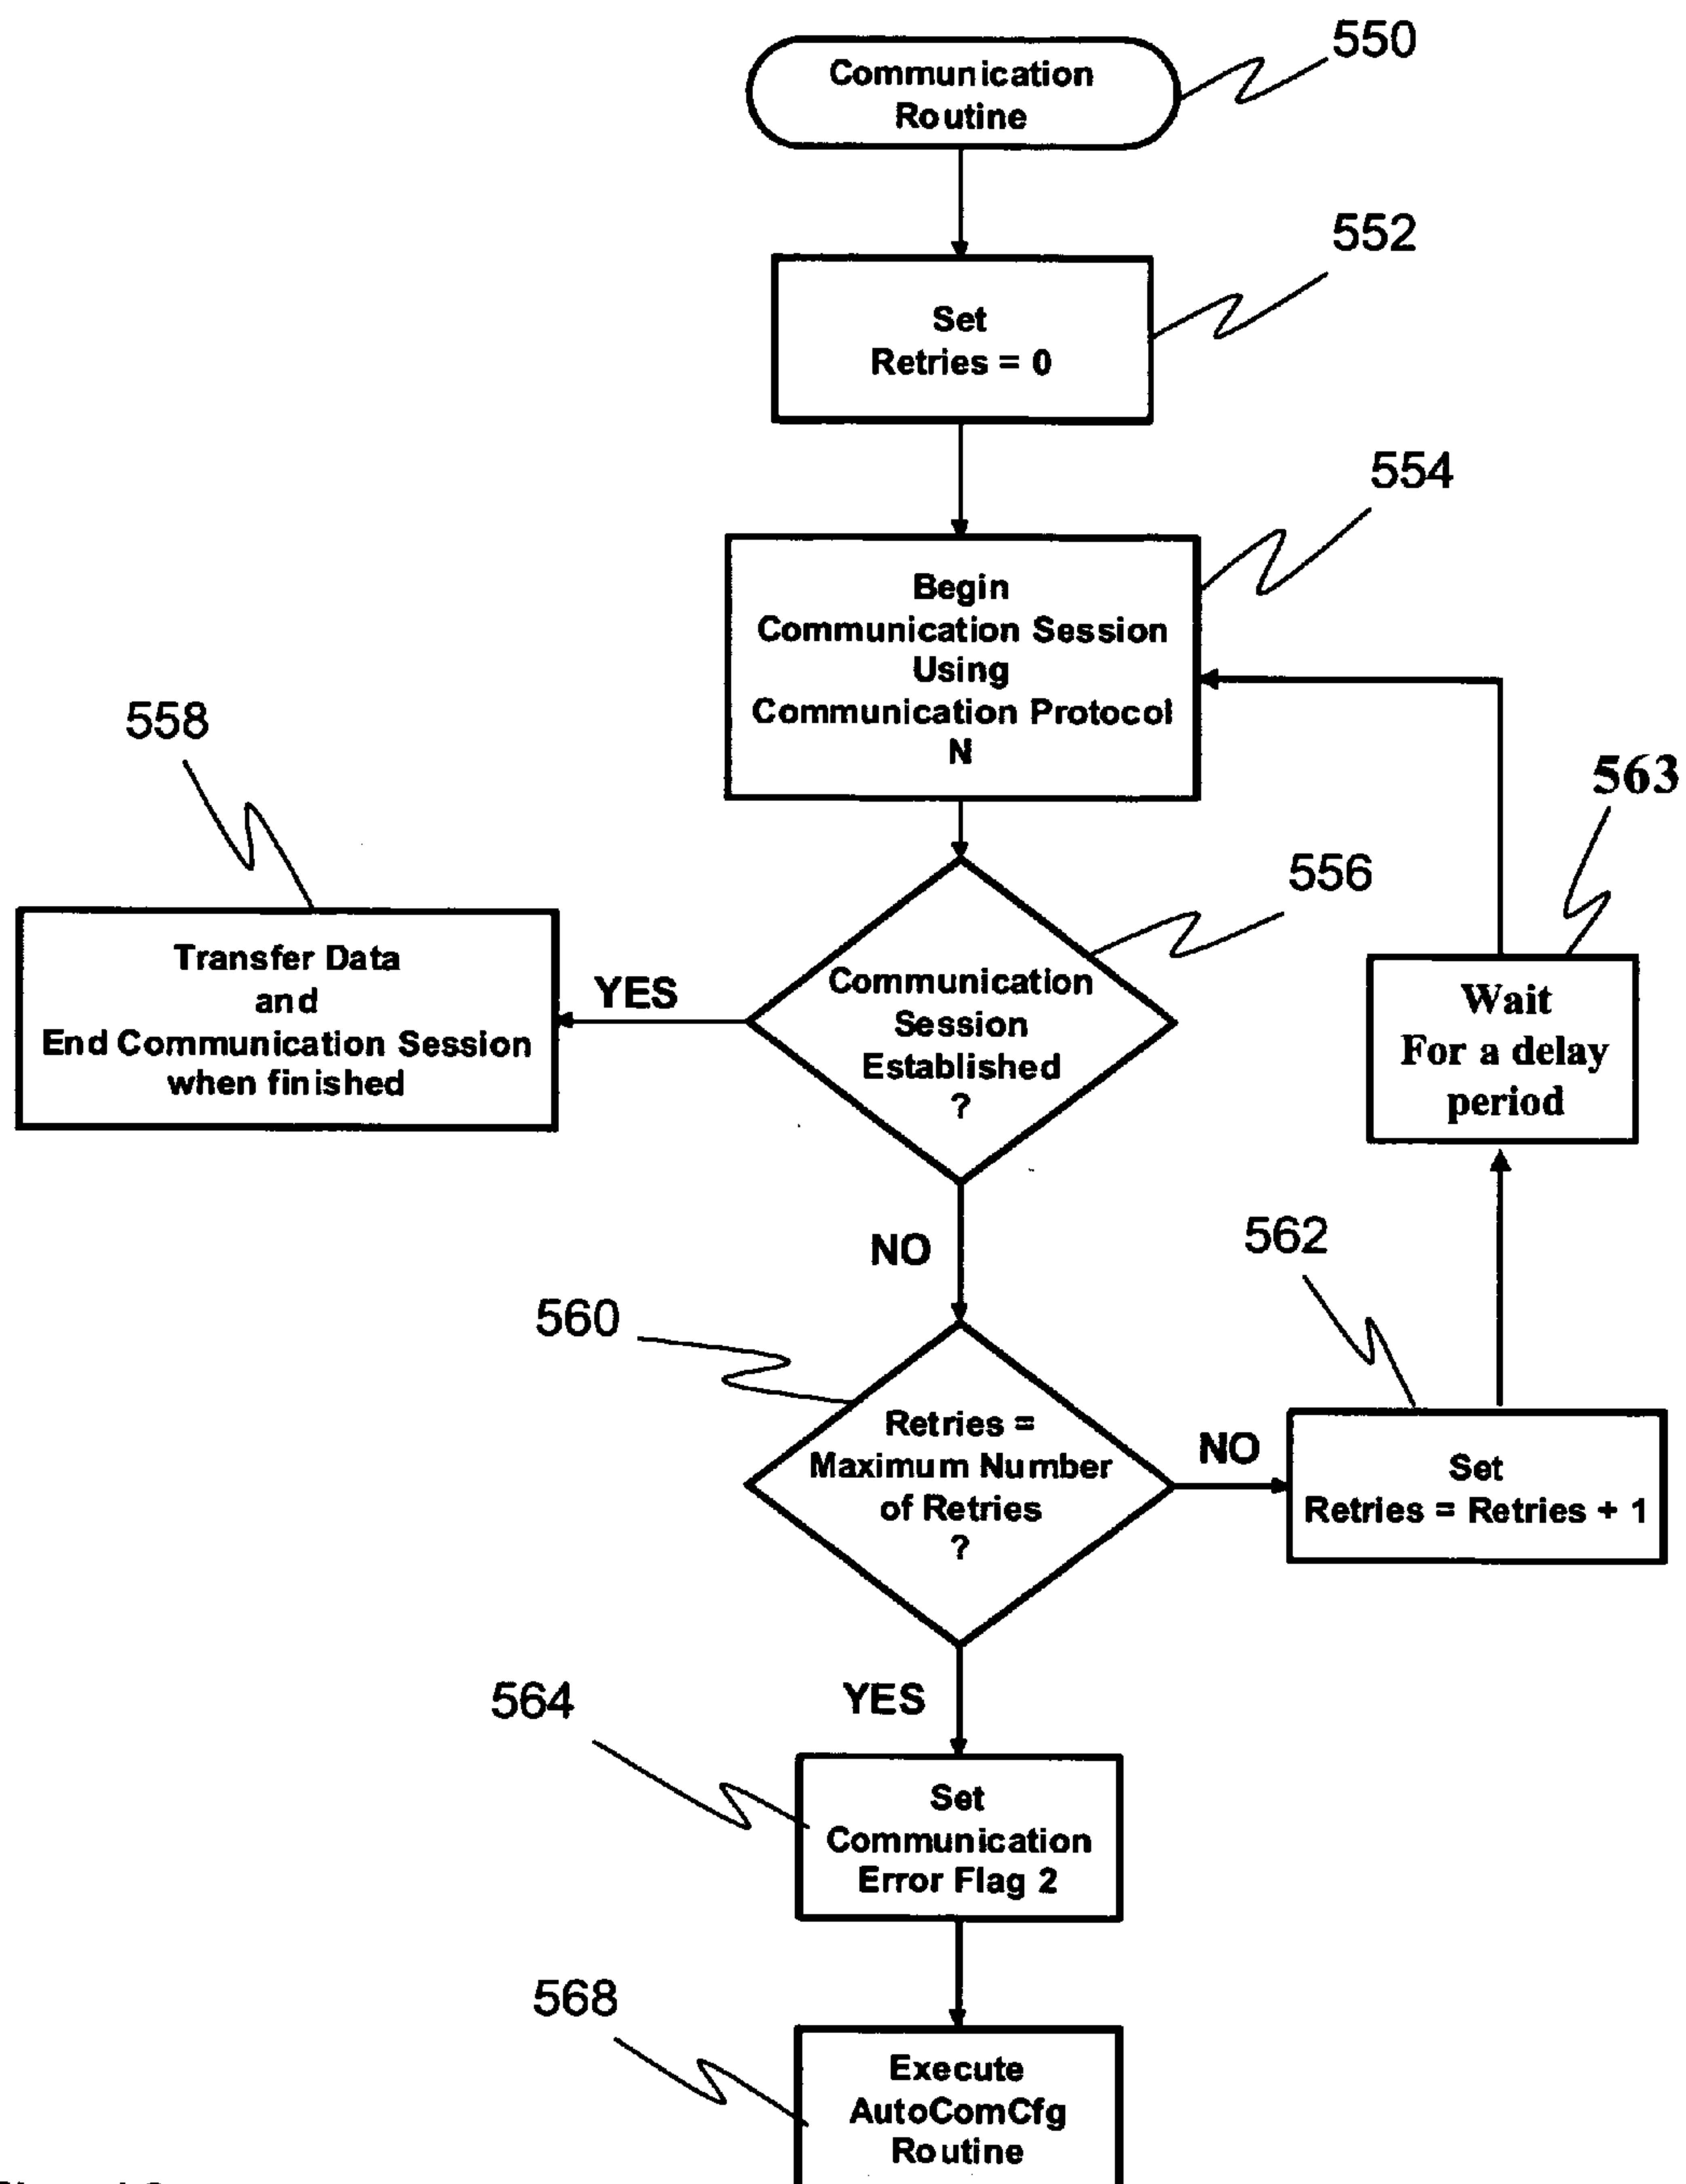 550
Communication
Routine
552
Set
Retries = 0
554
Begin
Communication Session
Using
Communication Protocol
N
558
563
556
Transfer Data
and
End Communication Session
when finished
YES
Communication
Session
Established
?
Wait
For a delay
period
NO
562
560
Retries =
Maximum Number
of Retries
?
NO
Set
Retries = Retries + 1
564
YES
Set
Communication
Error Flag 2
568
Execute
AutoComCfg
Routine